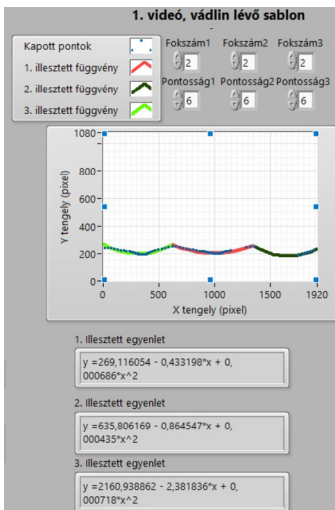 1. videó, vádlin lévő sablon
Kapott pontok
1. illesztett függvény
2. illesztett függvény
3. illesztett függvény
Fokszám1 Fokszám2 Fokszám3
2 2 2
Pontosság1 Pontosság2 Pontosság3
6 6 6
Y tengely (pixel)
1080
800
600
400
200
0
0 500 1000 1500 1920
X tengely (pixel)
1. Illesztett egyenlet
y =269,116054 - 0,433198*x + 0,
000686*x^2
2. Illesztett egyenlet
y =635,806169 - 0,864547*x + 0,
000435*x^2
3. Illesztett egyenlet
y =2160,938862 - 2,381836*x + 0,
000718*x^2